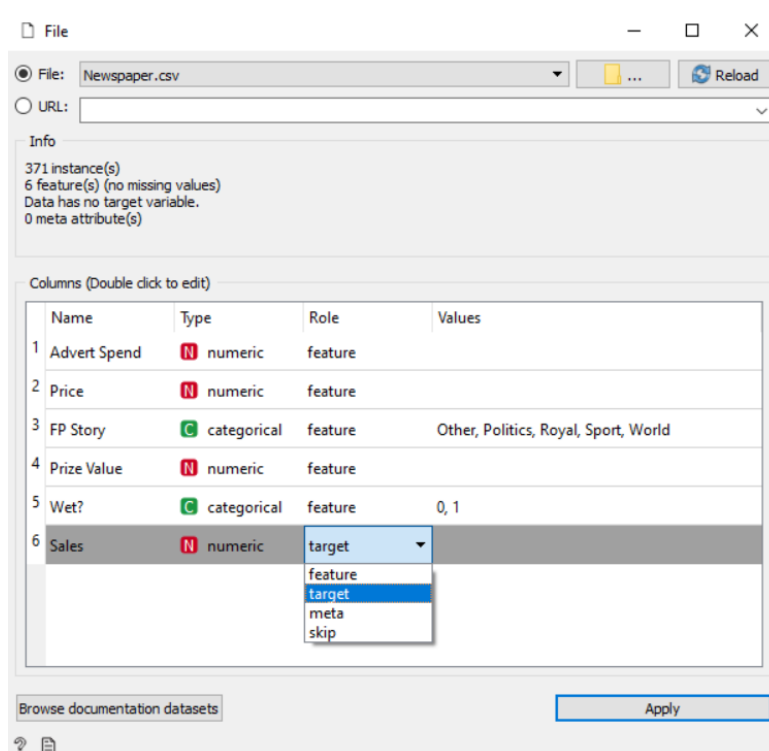 File
File: Newspaper.csv ... Reload
URL:
Info
371 instance(s)
6 feature(s) (no missing values)
Data has no target variable.
0 meta attribute(s)
Columns (Double click to edit)
Name Type Role Values
1 Advert Spend N numeric feature
2 Price N numeric feature
3 FP Story C categorical feature Other, Politics, Royal, Sport, World
4 Prize Value N numeric feature
5 Wet? C categorical feature 0, 1
6 Sales N numeric target
feature
target
meta
skip
Browse documentation datasets Apply
?